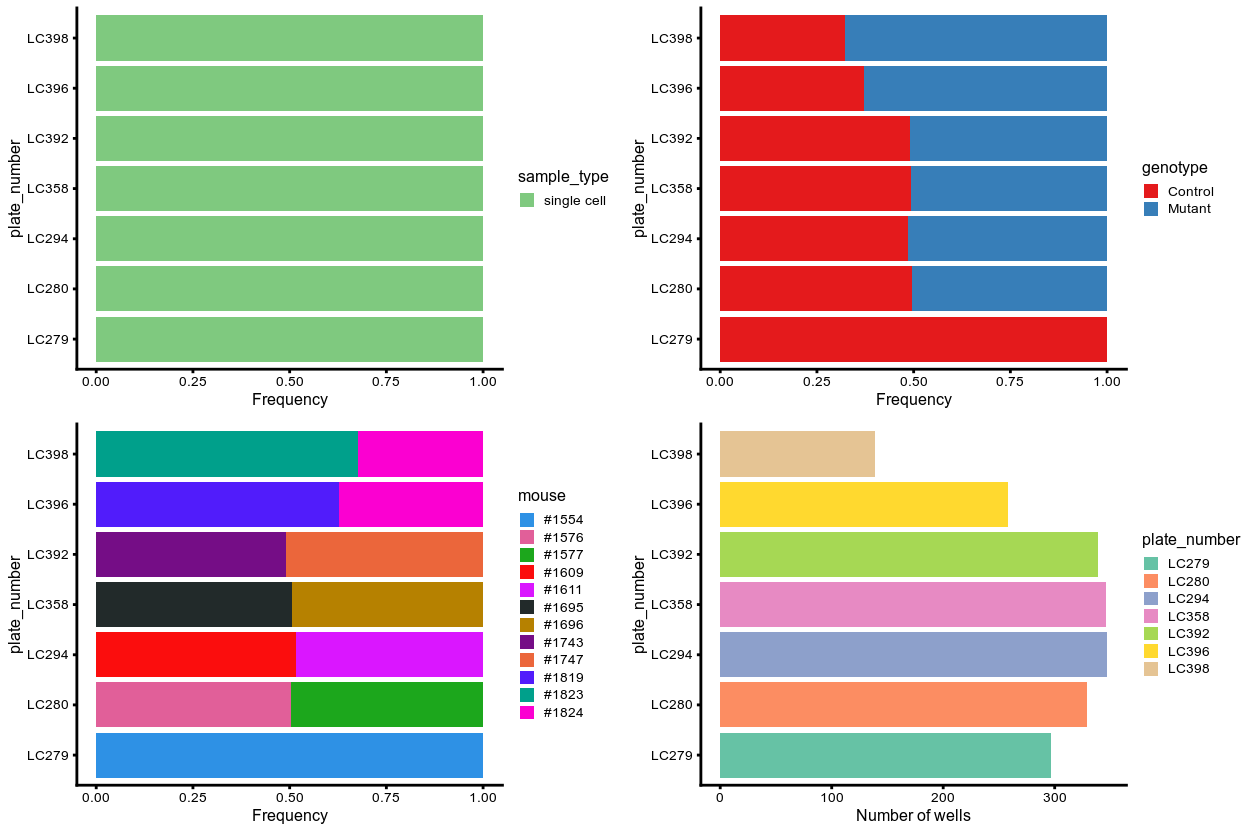 plate_number
LC398
LC396
LC392
LC358
LC294
LC280
LC279
0.00 0.25 0.50 0.75 1.00
Frequency
sample_type
single cell
plate_number
LC398
LC396
LC392
LC358
LC294
LC280
LC279
0.00 0.25 0.50 0.75 1.00
Frequency
genotype
Control
Mutant
plate_number
LC398
LC396
LC392
LC358
LC294
LC280
LC279
0.00 0.25 0.50 0.75 1.00
Frequency
mouse
#1554
#1576
#1577
#1609
#1611
#1695
#1696
#1743
#1747
#1819
#1823
#1824
plate_number
LC398
LC396
LC392
LC358
LC294
LC280
LC279
0 100 200 300
Number of wells
plate_number
LC279
LC280
LC294
LC358
LC392
LC396
LC398